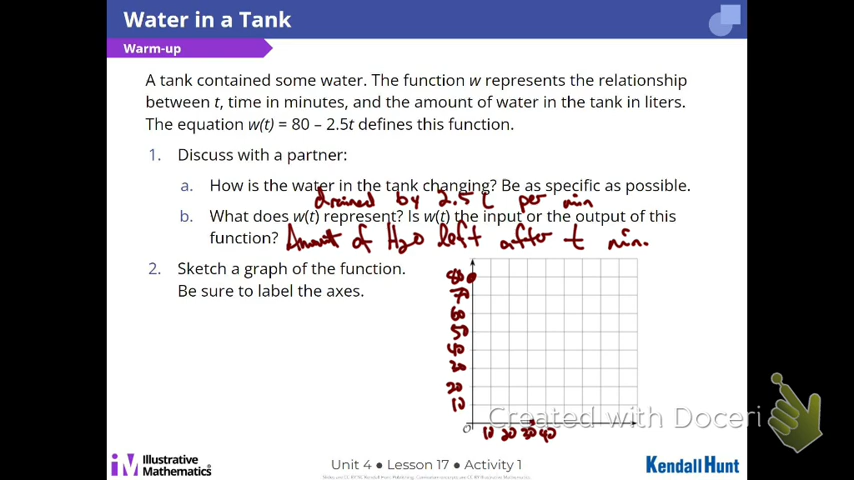 Water in a Tank
Warm-up
A tank contained some water. The function w represents the relationship
between t, time in minutes, and the amount of water in the tank in liters.
The equation w(t) = 80 – 2.5t defines this function.
1. Discuss with a partner:
a. How is the water in the tank changing? Be as specific as possible.
drained by 2.5 L per min
b. What does w(t) represent? Is w(t) the input or the output of this
function? Amount of H2O left after t min.
2. Sketch a graph of the function.
Be sure to label the axes.
80
70
60
50
40
30
20
10
0
10 20 30 40
Created with Doceri
Illustrative
Mathematics®
Unit 4 ● Lesson 17 ● Activity 1
Kendall Hunt